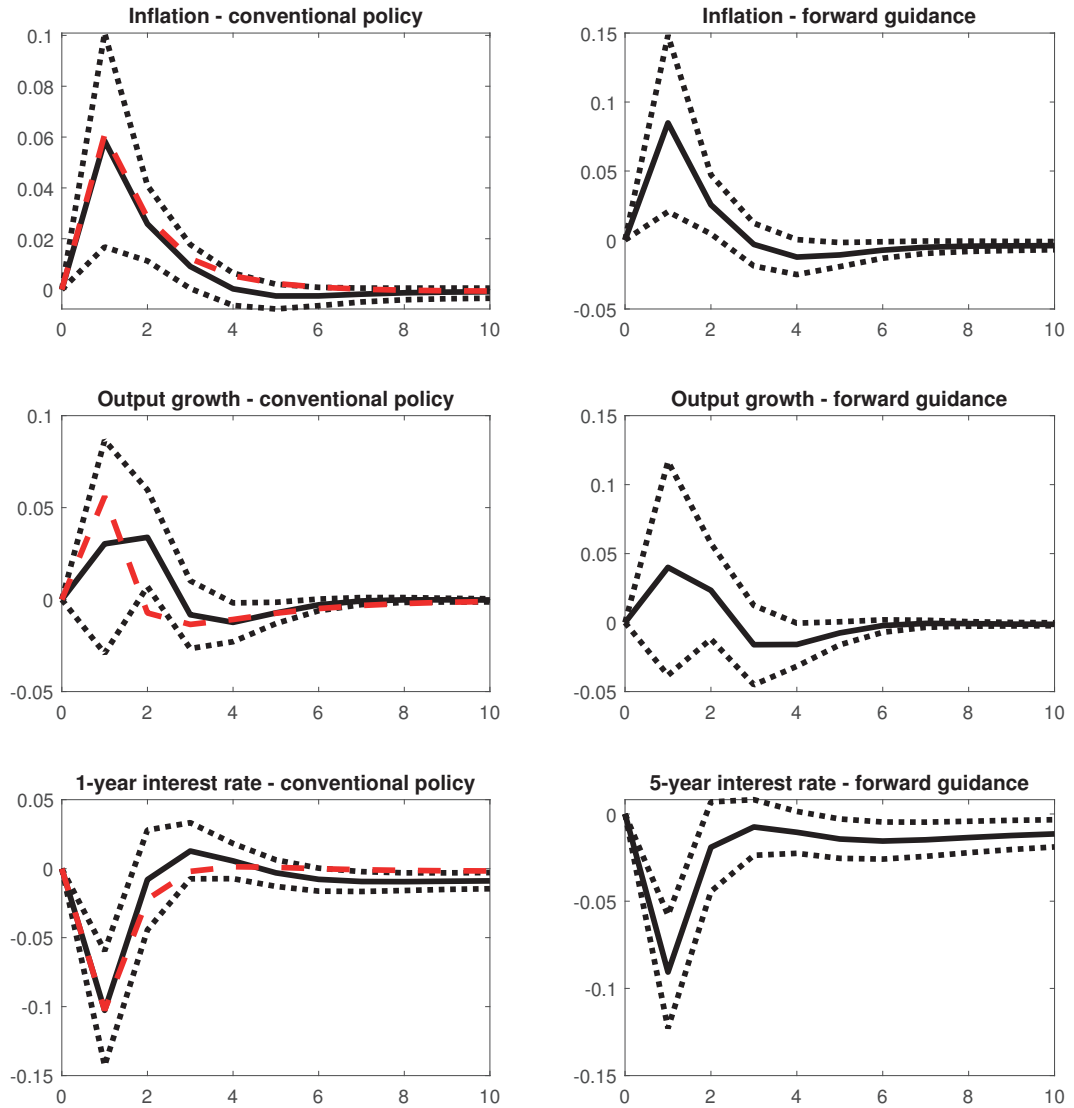 Inflation - conventional policy
0.1
0.08
0.06
0.04
0.02
0
0 2 4 6 8 10
Inflation - forward guidance
0.15
0.1
0.05
0
-0.05
0 2 4 6 8 10
Output growth - conventional policy
0.1
0.05
0
-0.05
0 2 4 6 8 10
Output growth - forward guidance
0.15
0.1
0.05
0
-0.05
0 2 4 6 8 10
1-year interest rate - conventional policy
0.05
0
-0.05
-0.1
-0.15
0 2 4 6 8 10
5-year interest rate - forward guidance
0
-0.05
-0.1
-0.15
0 2 4 6 8 10